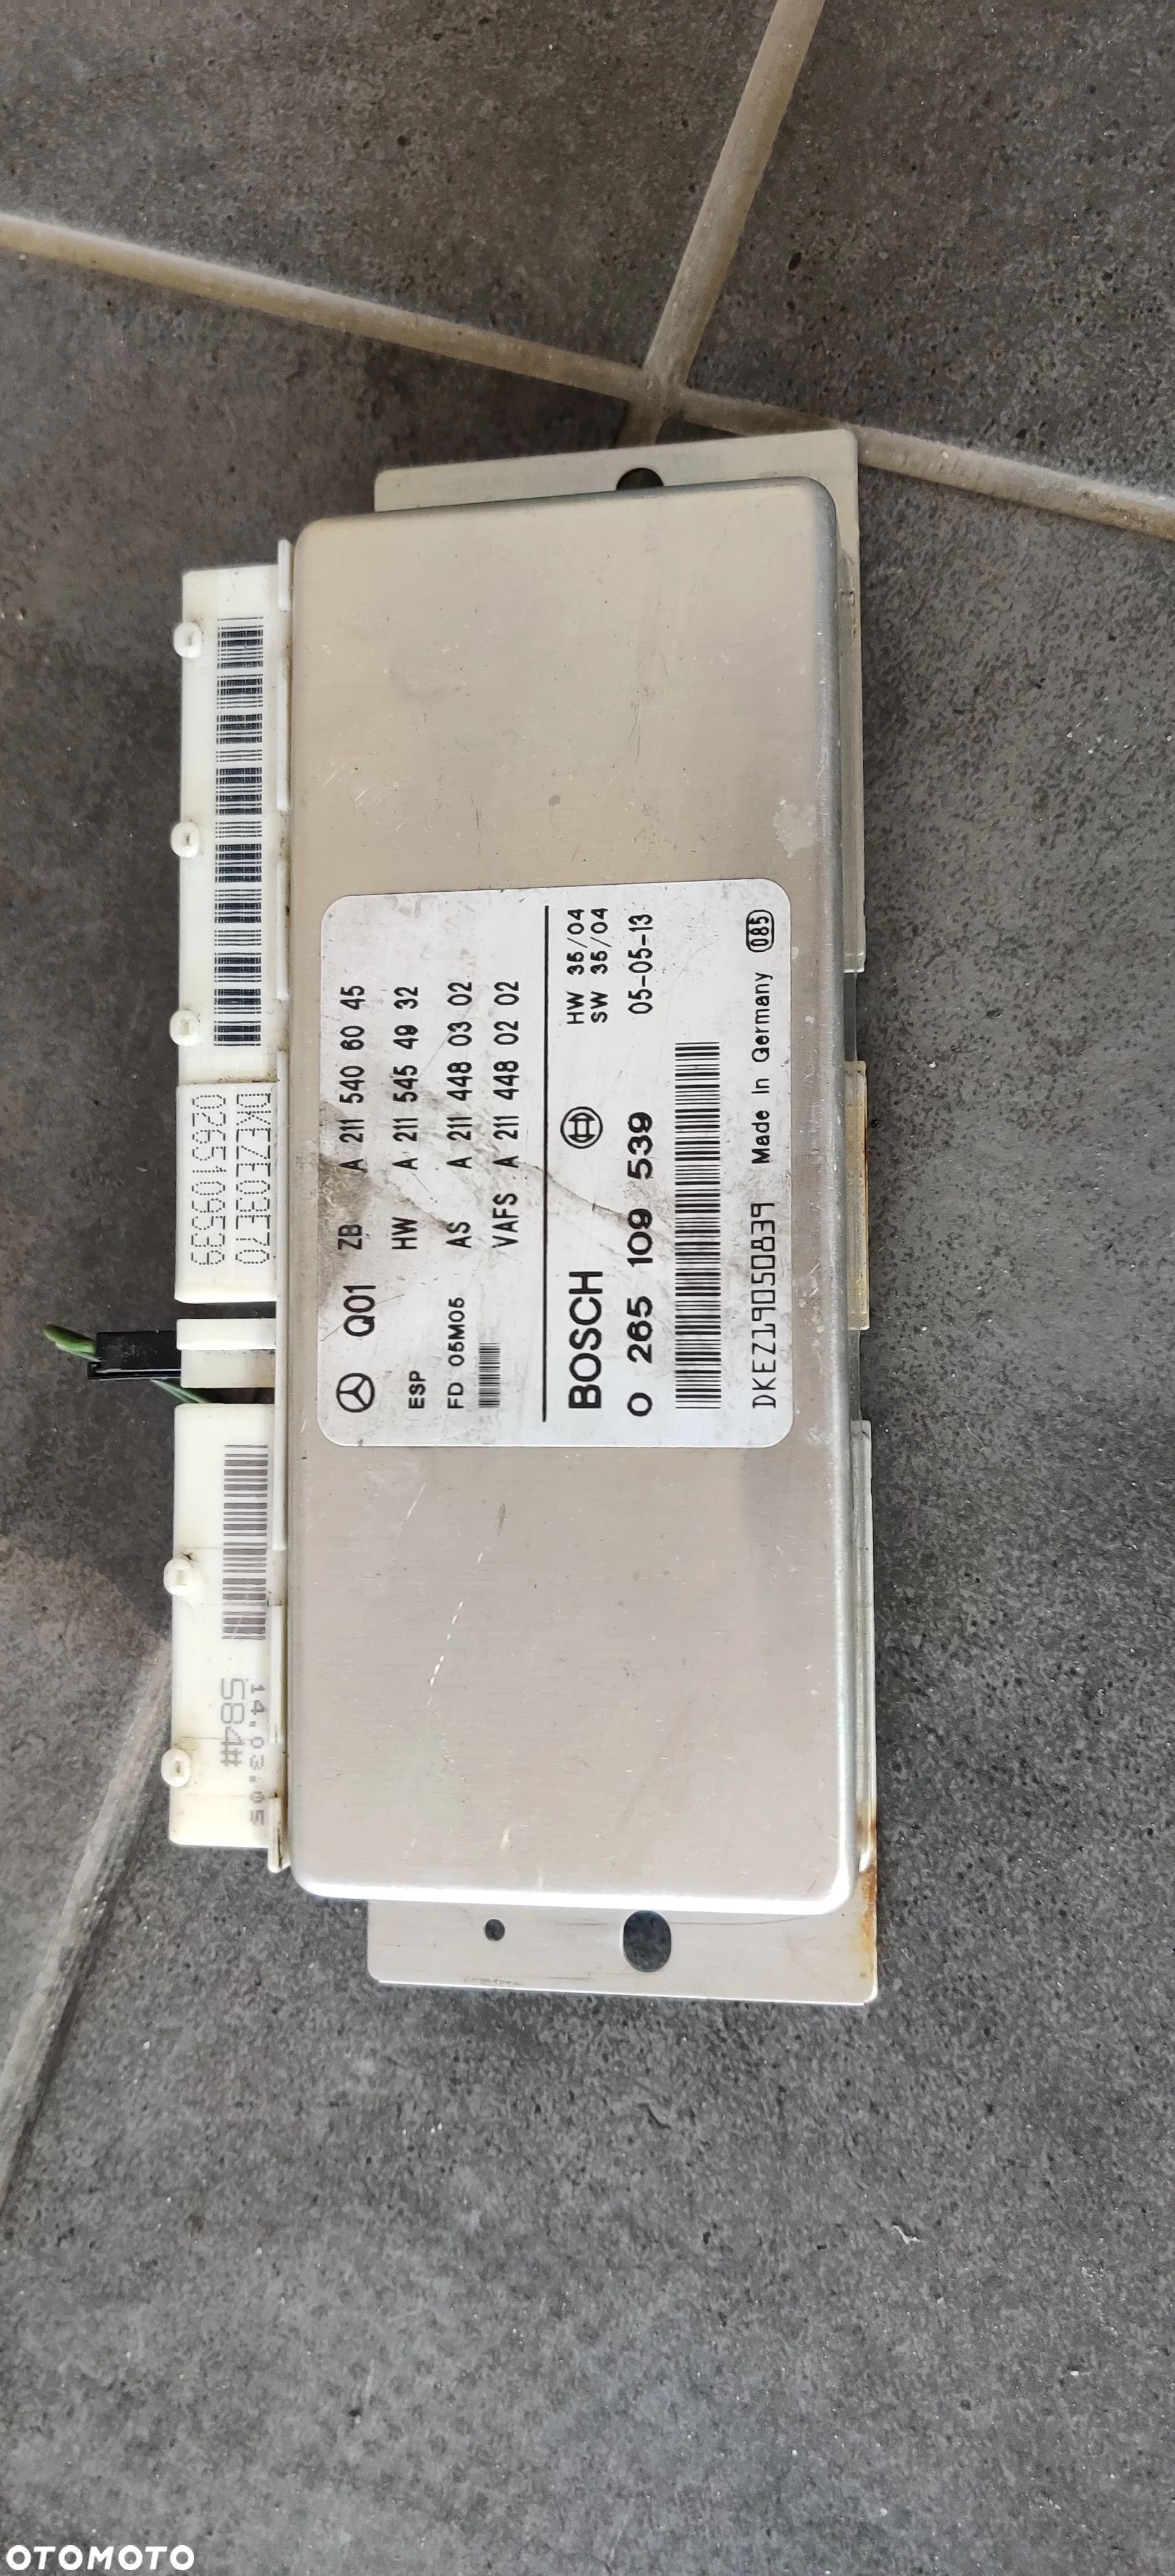 Q01 ZB A 211 540 60 45
HW A 211 545 49 32
ESP AS A 211 448 03 02
FD 05M05 VAFS A 211 448 02 02
BOSCH HW 35/04
SW 35/04
0 265 109 539 05-05-13
DKEZ19050839 Made In Germany 085
DKEZE03E70
0265109539
14.03.05
S84#
OTOMOTO